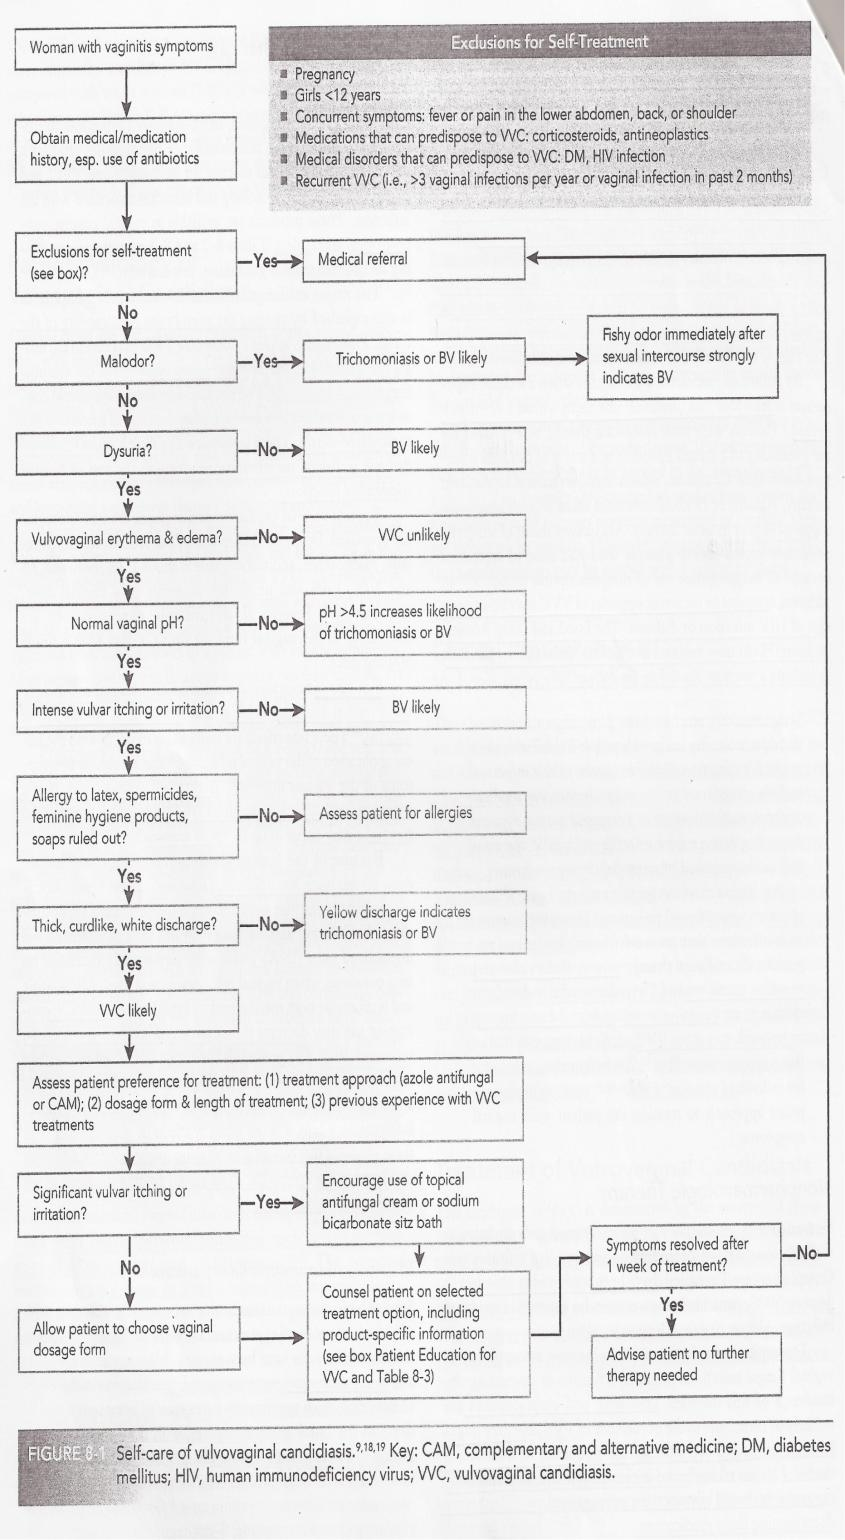 Woman with vaginitis symptoms
Exclusions for Self-Treatment
Pregnancy
Girls <12 years
Concurrent symptoms: fever or pain in the lower abdomen, back, or shoulder
Medications that can predispose to VVC: corticosteroids, antineoplastics
Medical disorders that can predispose to VVC: DM, HIV infection
Recurrent VVC (i.e., >3 vaginal infections per year or vaginal infection in past 2 months)
Obtain medical/medication
history, esp. use of antibiotics
Exclusions for self-treatment
(see box)?
Yes
Medical referral
No
Malodor?
Yes
Trichomoniasis or BV likely
Fishy odor immediately after
sexual intercourse strongly
indicates BV
No
Dysuria?
No
BV likely
Yes
Vulvovaginal erythema & edema?
No
VVC unlikely
Yes
Normal vaginal pH?
No
pH >4.5 increases likelihood
of trichomoniasis or BV
Yes
Intense vulvar itching or irritation?
No
BV likely
Yes
Allergy to latex, spermicides,
feminine hygiene products,
soaps ruled out?
No
Assess patient for allergies
Yes
Thick, curdlike, white discharge?
No
Yellow discharge indicates
trichomoniasis or BV
Yes
VVC likely
Assess patient preference for treatment: (1) treatment approach (azole antifungal
or CAM); (2) dosage form & length of treatment; (3) previous experience with VVC
treatments
Significant vulvar itching or
irritation?
Yes
Encourage use of topical
antifungal cream or sodium
bicarbonate sitz bath
No
Allow patient to choose vaginal
dosage form
Counsel patient on selected
treatment option, including
product-specific information
(see box Patient Education for
VVC and Table 8-3)
Symptoms resolved after
1 week of treatment?
No
Yes
Advise patient no further
therapy needed
FIGURE 8-1 Self-care of vulvovaginal candidiasis.9,18,19 Key: CAM, complementary and alternative medicine; DM, diabetes
mellitus; HIV, human immunodeficiency virus; VVC, vulvovaginal candidiasis.